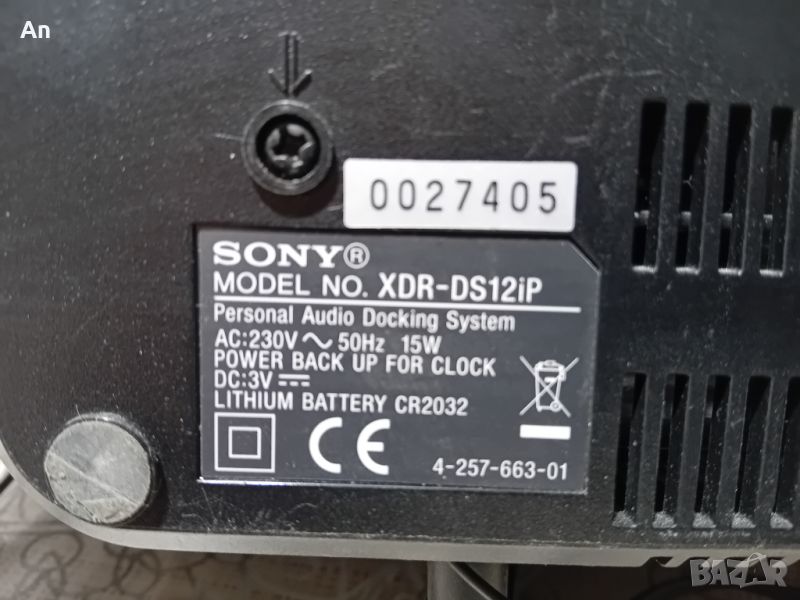 An
0027405
SONY®
MODEL NO. XDR-DS12iP
Personal Audio Docking System
AC:230V ~ 50Hz 15W
POWER BACK UP FOR CLOCK
DC:3V ⎓
LITHIUM BATTERY CR2032
CE
4-257-663-01
BAZAR